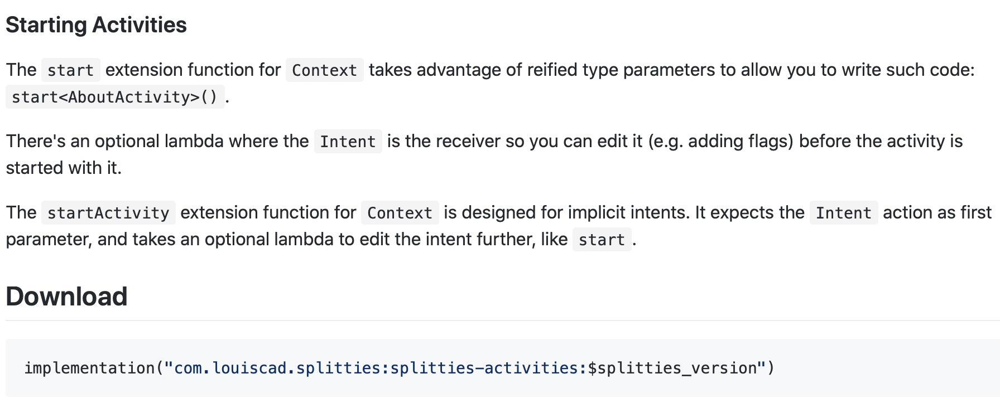 Starting Activities
The start extension function for Context takes advantage of reified type parameters to allow you to write such code:
start<AboutActivity>() .
There's an optional lambda where the Intent is the receiver so you can edit it (e.g. adding flags) before the activity is
started with it.
The startActivity extension function for Context is designed for implicit intents. It expects the Intent action as first
parameter, and takes an optional lambda to edit the intent further, like start .
Download
implementation("com.louiscad.splitties:splitties-activities:$splitties_version")